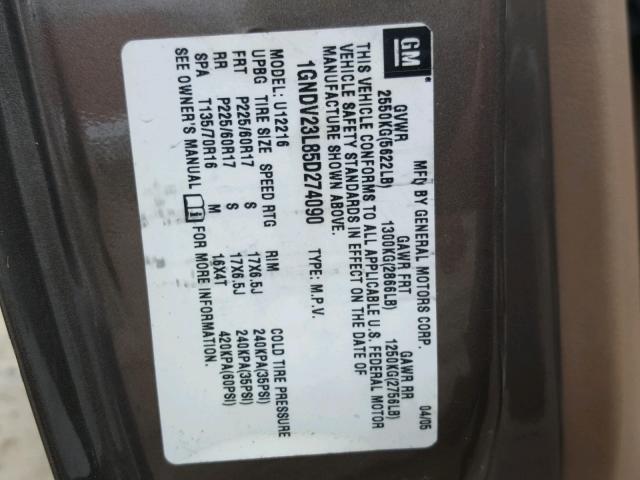 GM
MFD BY GENERAL MOTORS CORP. 04/05
GVWR GAWR FRT GAWR RR
2550KG(5622LB) 1300KG(2866LB) 1250KG(2756LB)
THIS VEHICLE CONFORMS TO ALL APPLICABLE U.S. FEDERAL MOTOR
VEHICLE SAFETY STANDARDS IN EFFECT ON THE DATE OF
MANUFACTURE SHOWN ABOVE.
1GNDV23L85D274090 TYPE: M.P.V.
MODEL: U12216
UPBG TIRE SIZE SPEED RTG RIM COLD TIRE PRESSURE
FRT P225/60R17 S 17X6.5J 240KPA(35PSI)
RR P225/60R17 S 17X6.5J 240KPA(35PSI)
SPA T135/70R16 M 16X4T 420KPA(60PSI)
SEE OWNER'S MANUAL FOR MORE INFORMATION